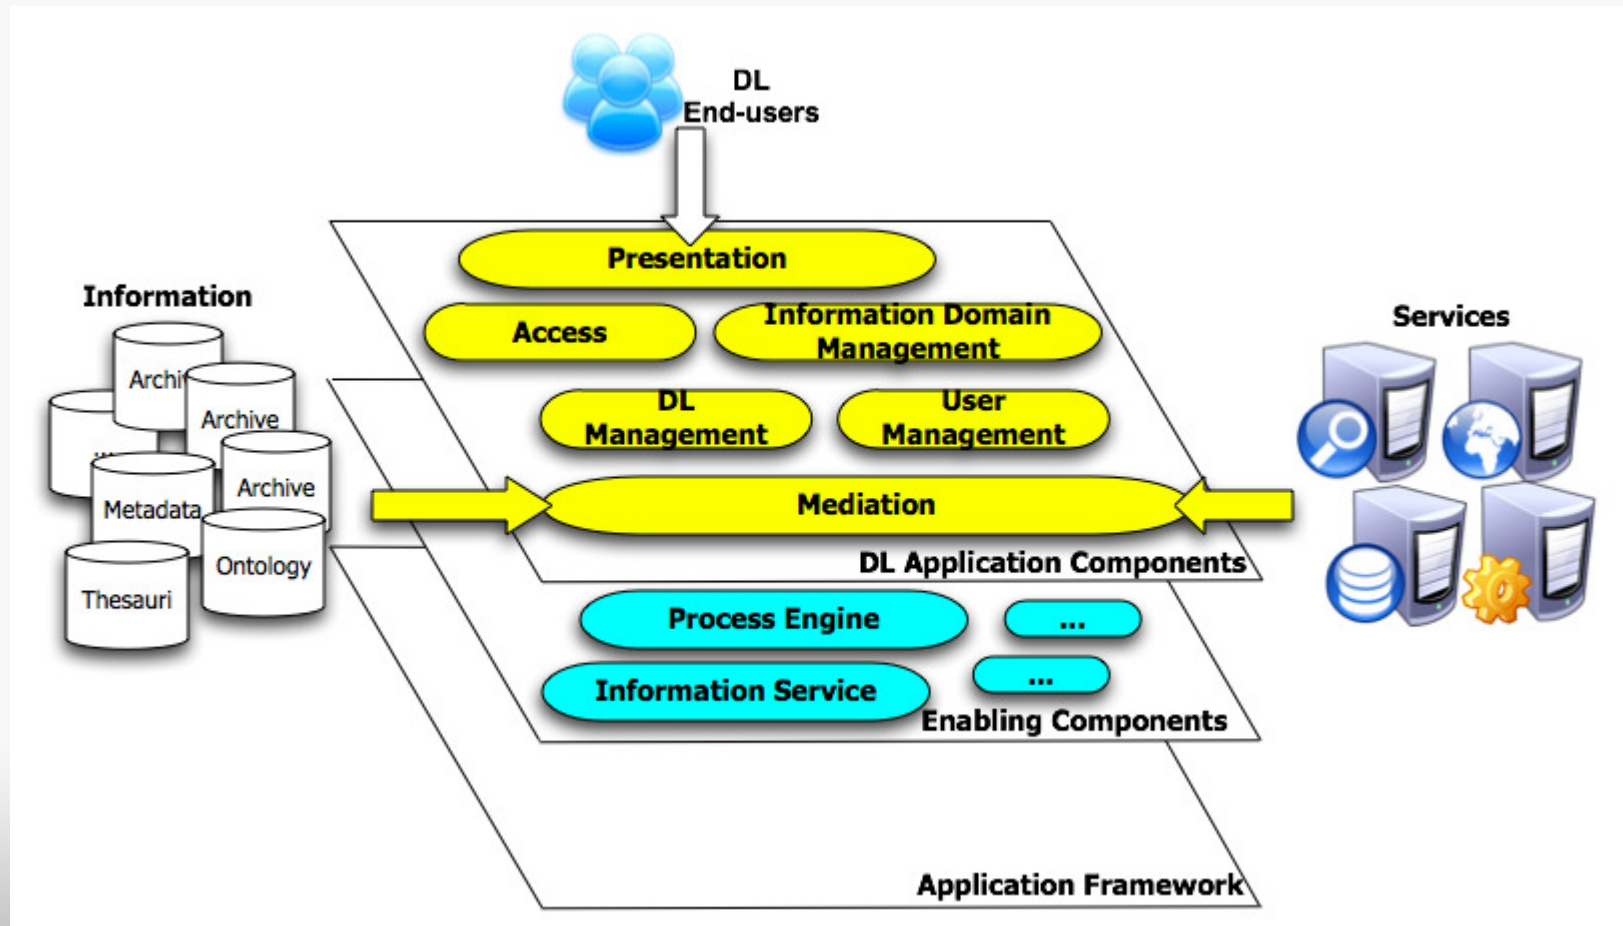 DL
End-users
Presentation
Information
Access
Information Domain
Management
Services
Archive
Archive
DL
Management
User
Management
...
Archive
Metadata
Mediation
Ontology
DL Application Components
Thesauri
Process Engine
...
Information Service
...
Enabling Components
Application Framework